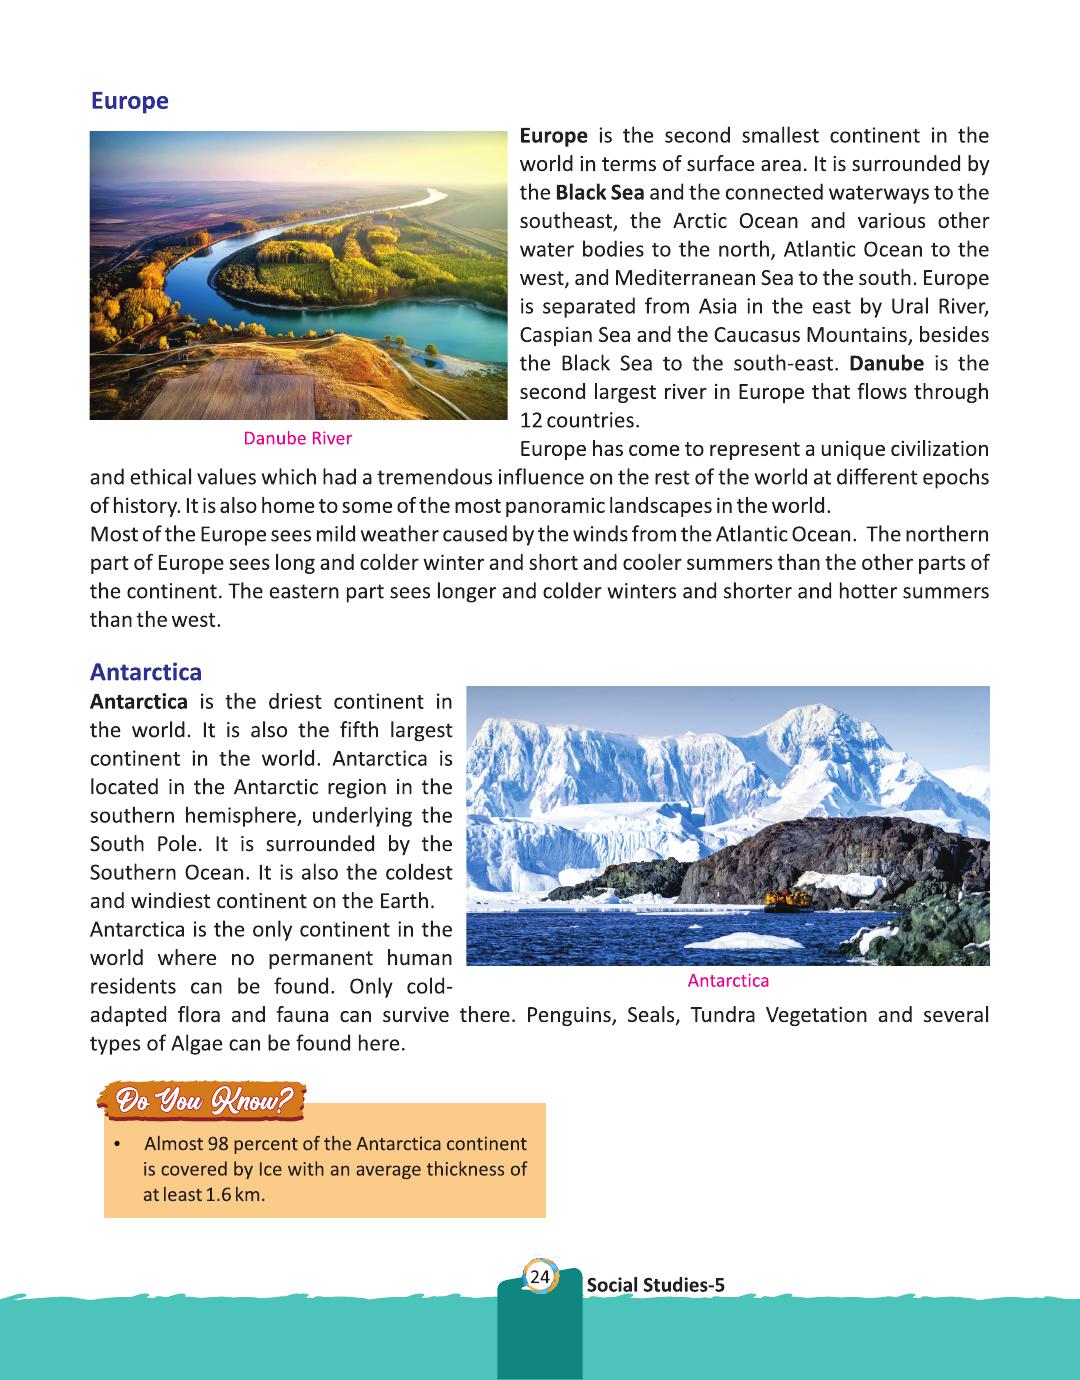 Europe
Europe is the second smallest continent in the
world in terms of surface area. It is surrounded by
the Black Sea and the connected waterways to the
southeast, the Arctic Ocean and various other
water bodies to the north, Atlantic Ocean to the
west, and Mediterranean Sea to the south. Europe
is separated from Asia in the east by Ural River,
Caspian Sea and the Caucasus Mountains, besides
the Black Sea to the south-east. Danube is the
second largest river in Europe that flows through
12 countries.
Danube River
Europe has come to represent a unique civilization
and ethical values which had a tremendous influence on the rest of the world at different epochs
of history. It is also home to some of the most panoramic landscapes in the world.
Most of the Europe sees mild weather caused by the winds from the Atlantic Ocean. The northern
part of Europe sees long and colder winter and short and cooler summers than the other parts of
the continent. The eastern part sees longer and colder winters and shorter and hotter summers
than the west.
Antarctica
Antarctica is the driest continent in
the world. It is also the fifth largest
continent in the world. Antarctica is
located in the Antarctic region in the
southern hemisphere, underlying the
South Pole. It is surrounded by the
Southern Ocean. It is also the coldest
and windiest continent on the Earth.
Antarctica is the only continent in the
world where no permanent human
residents can be found. Only cold-
adapted flora and fauna can survive there. Penguins, Seals, Tundra Vegetation and several
types of Algae can be found here.
Antarctica
Do You Know?
• Almost 98 percent of the Antarctica continent
is covered by Ice with an average thickness of
at least 1.6 km.
24
Social Studies-5